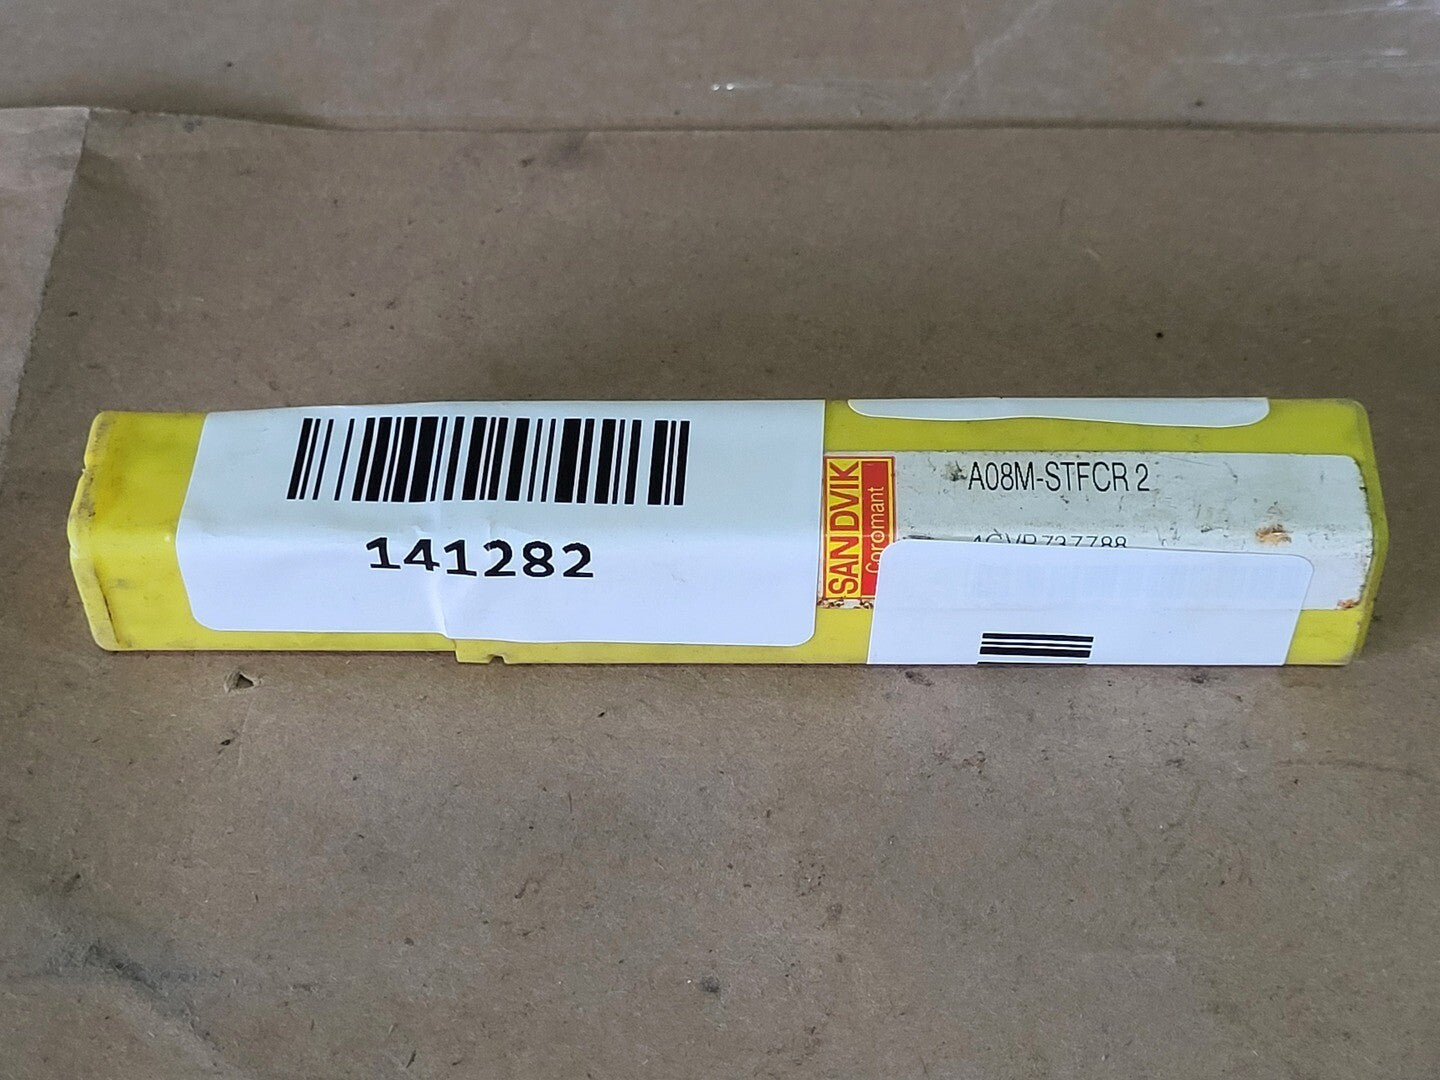 141282
SANDVIK
Coromant
A08M-STFCR 2